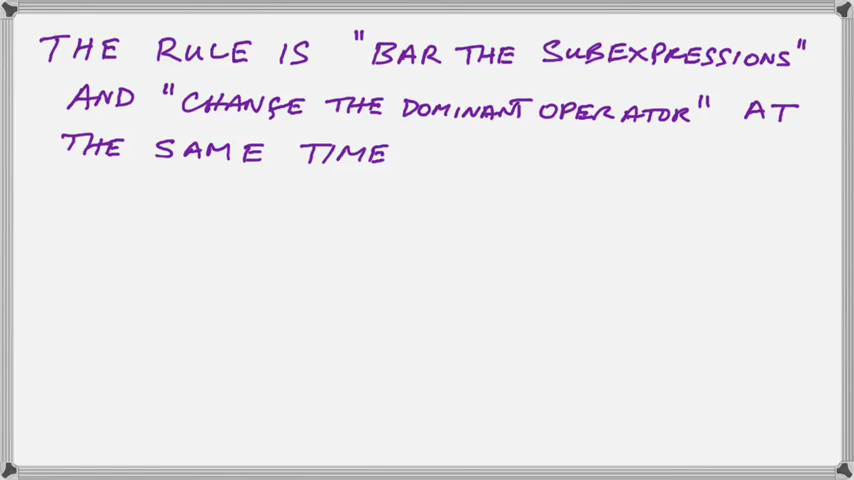 THE RULE IS "BAR THE SUBEXPRESSIONS"
AND "CHANGE THE DOMINANT OPERATOR" AT
THE SAME TIME